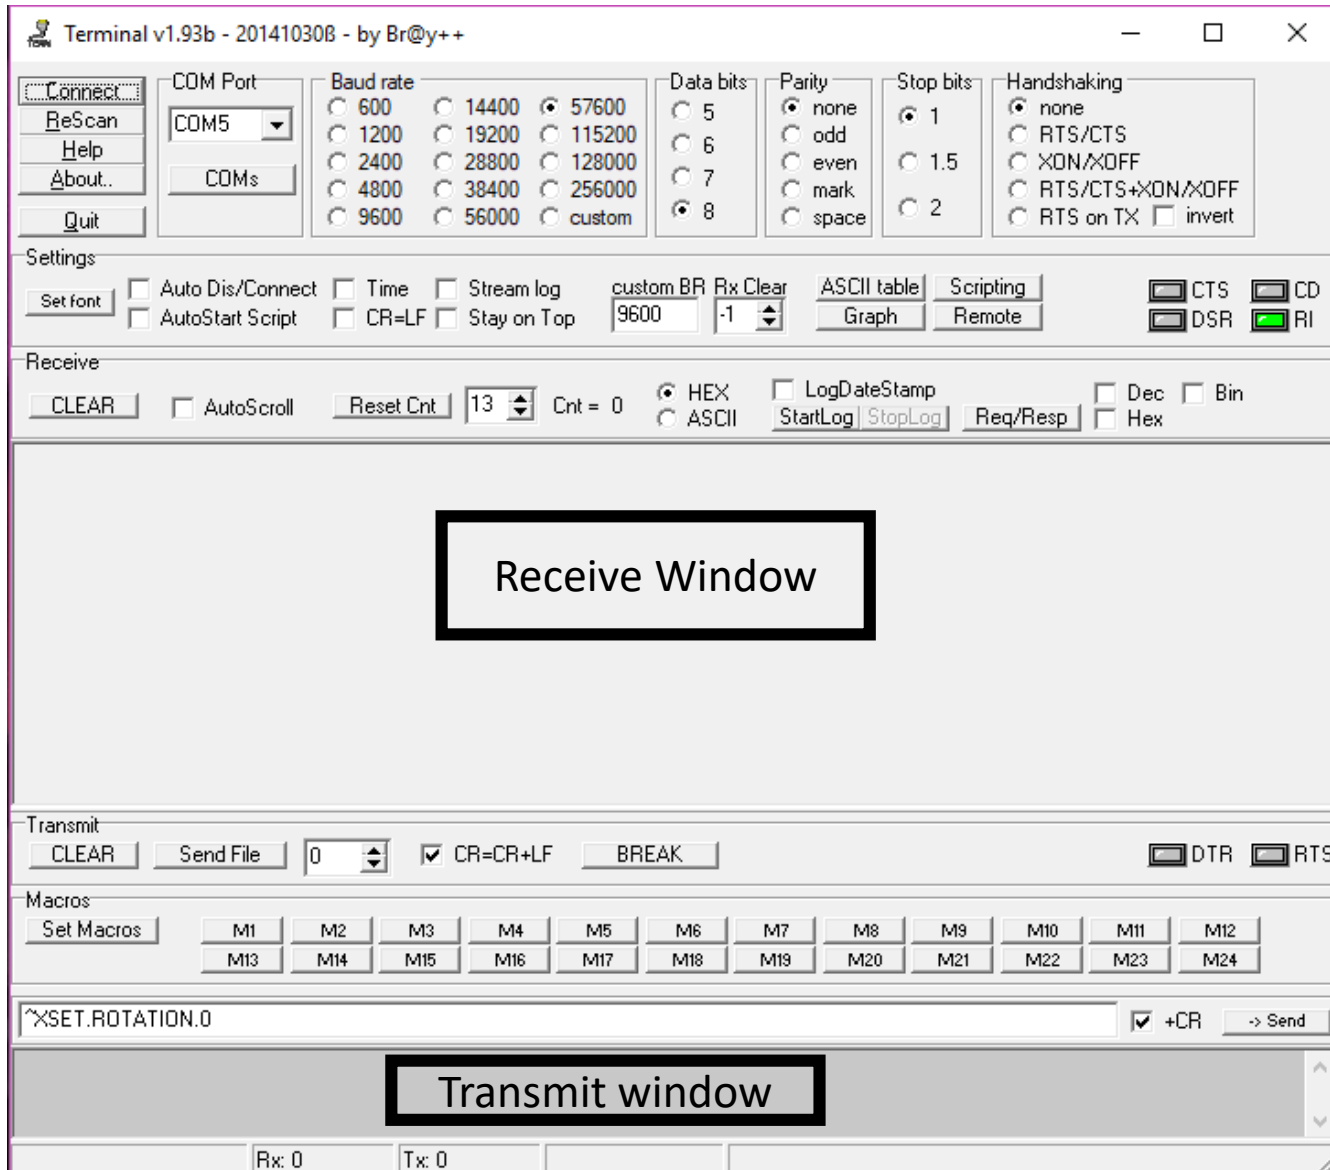 Terminal v1.93b - 20141030ß - by Br@y++
Connect
ReScan
Help
About..
Quit
COM Port
COM5
COMs
Baud rate
600 14400 57600
1200 19200 115200
2400 28800 128000
4800 38400 256000
9600 56000 custom
Data bits
5
6
7
8
Parity
none
odd
even
mark
space
Stop bits
1
1.5
2
Handshaking
none
RTS/CTS
XON/XOFF
RTS/CTS+XON/XOFF
RTS on TX invert
Settings
Set font
Auto Dis/Connect Time Stream log
AutoStart Script CR=LF Stay on Top
custom BR Rx Clear
9600 -1
ASCII table Scripting
Graph Remote
CTS CD
DSR RI
Receive
CLEAR AutoScroll Reset Cnt 13 Cnt = 0
HEX
ASCII
LogDateStamp
StartLog StopLog Req/Resp
Dec Bin
Hex
Receive Window
Transmit
CLEAR Send File 0 CR=CR+LF BREAK DTR RTS
Macros
Set Macros M1 M2 M3 M4 M5 M6 M7 M8 M9 M10 M11 M12
M13 M14 M15 M16 M17 M18 M19 M20 M21 M22 M23 M24
^XSET.ROTATION.0 +CR -> Send
Transmit window
Rx: 0 Tx: 0